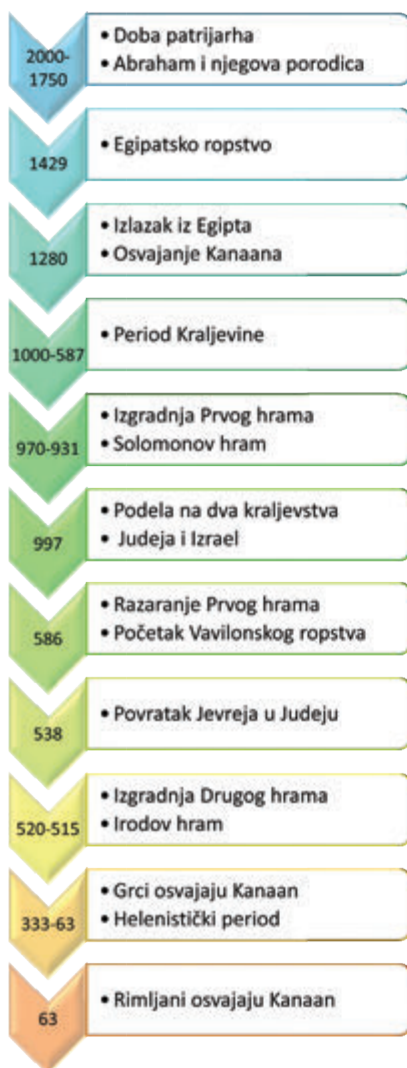 2000-
1750
• Doba patrijarha
• Abraham i njegova porodica
1429
• Egipatsko ropstvo
1280
• Izlazak iz Egipta
• Osvajanje Kanaana
1000-587
• Period Kraljevine
970-931
• Izgradnja Prvog hrama
• Solomonov hram
997
• Podela na dva kraljevstva
• Judeja i Izrael
586
• Razaranje Prvog hrama
• Početak Vavilonskog ropstva
538
• Povratak Jevreja u Judeju
520-515
• Izgradnja Drugog hrama
• Irodov hram
333-63
• Grci osvajaju Kanaan
• Helenistički period
63
• Rimljani osvajaju Kanaan